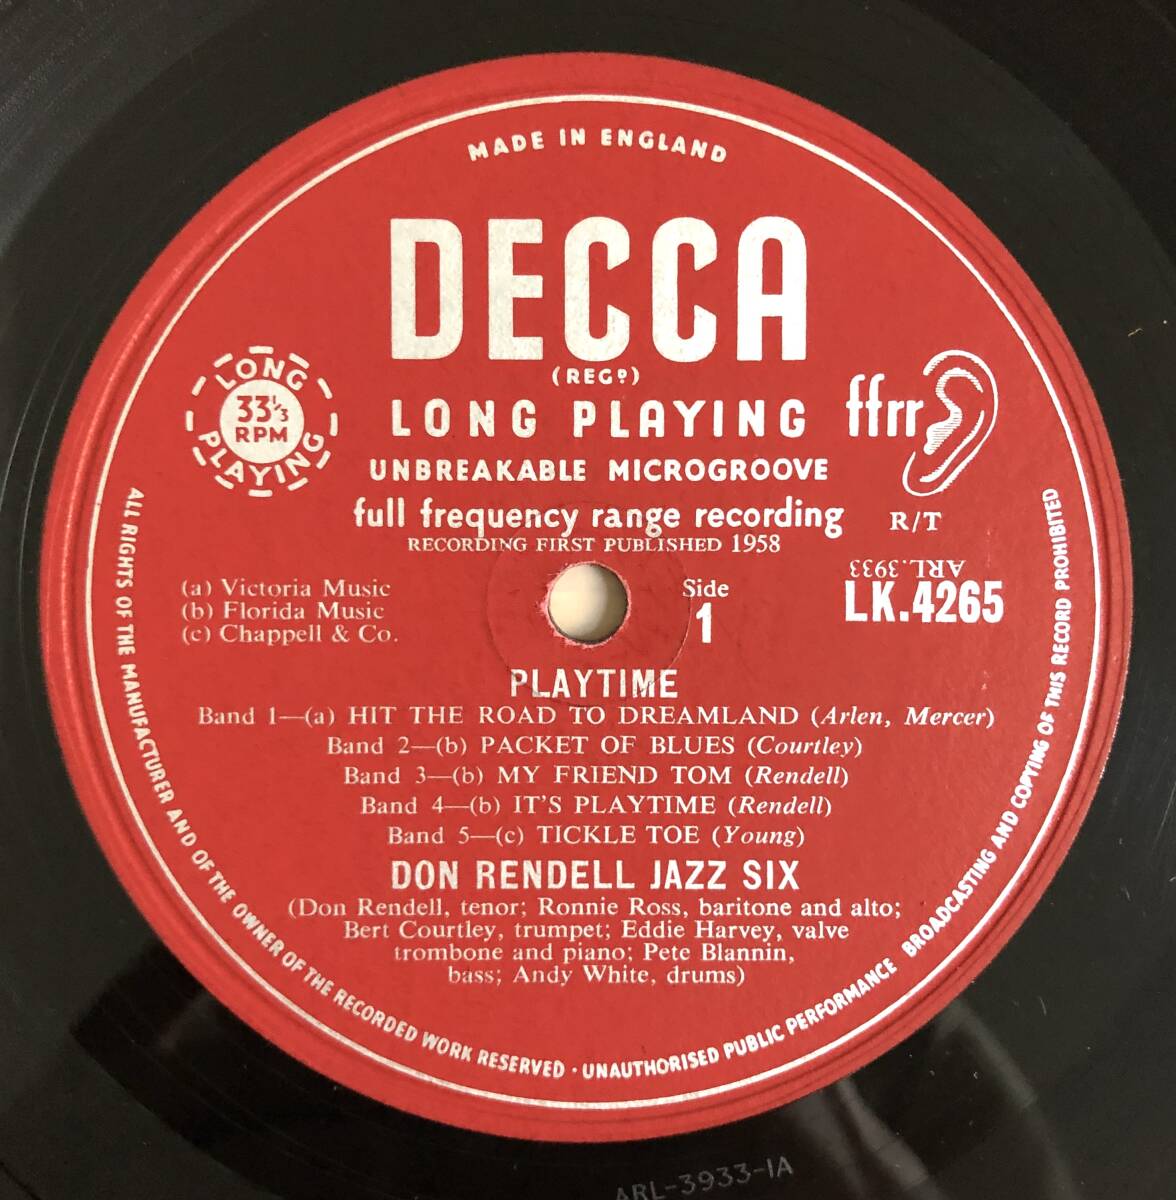 MADE IN ENGLAND
DECCA
(REGD)
LONG PLAYING
33⅓
RPM
LONG PLAYING
ffrr
UNBREAKABLE MICROGROOVE
full frequency range recording
R/T
RECORDING FIRST PUBLISHED 1958
ARL.3933
LK.4265
(a) Victoria Music
(b) Florida Music
(c) Chappell & Co.
Side
1
PLAYTIME
Band 1—(a) HIT THE ROAD TO DREAMLAND (Arlen, Mercer)
Band 2—(b) PACKET OF BLUES (Courtley)
Band 3—(b) MY FRIEND TOM (Rendell)
Band 4—(b) IT'S PLAYTIME (Rendell)
Band 5—(c) TICKLE TOE (Young)
DON RENDELL JAZZ SIX
(Don Rendell, tenor; Ronnie Ross, baritone and alto;
Bert Courtley, trumpet; Eddie Harvey, valve
trombone and piano; Pete Blannin,
bass; Andy White, drums)
ALL RIGHTS OF THE MANUFACTURER AND OF THE OWNER OF THE RECORDED WORK RESERVED · UNAUTHORISED PUBLIC PERFORMANCE BROADCASTING AND COPYING OF THIS RECORD PROHIBITED
ARL-3933-1A